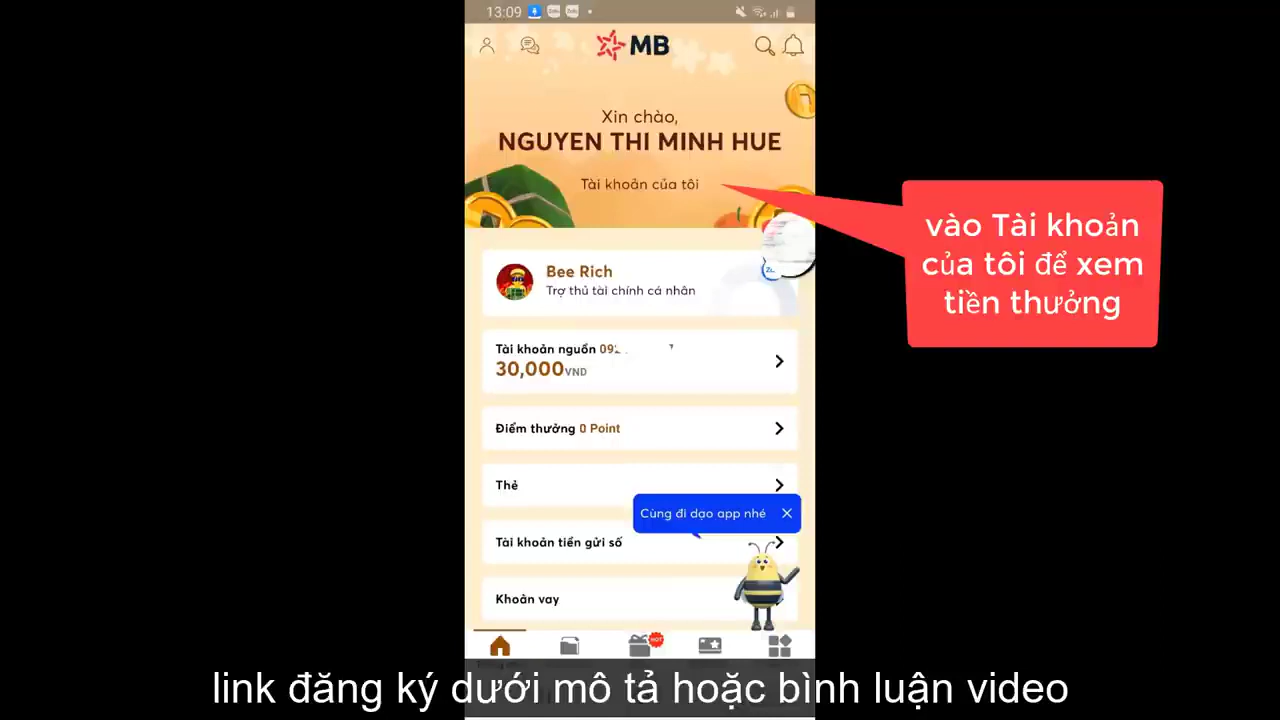 13:09
MB
Xin chào,
NGUYEN THI MINH HUE
Tài khoản của tôi
vào Tài khoản
của tôi để xem
tiền thưởng
Bee Rich
Trợ thủ tài chính cá nhân
Tài khoản nguồn
30,000VND
Điểm thưởng 0 Point
Thẻ
Cùng đi dạo app nhé
Tài khoản tiền gửi số
Khoản vay
HOT
link đăng ký dưới mô tả hoặc bình luận video